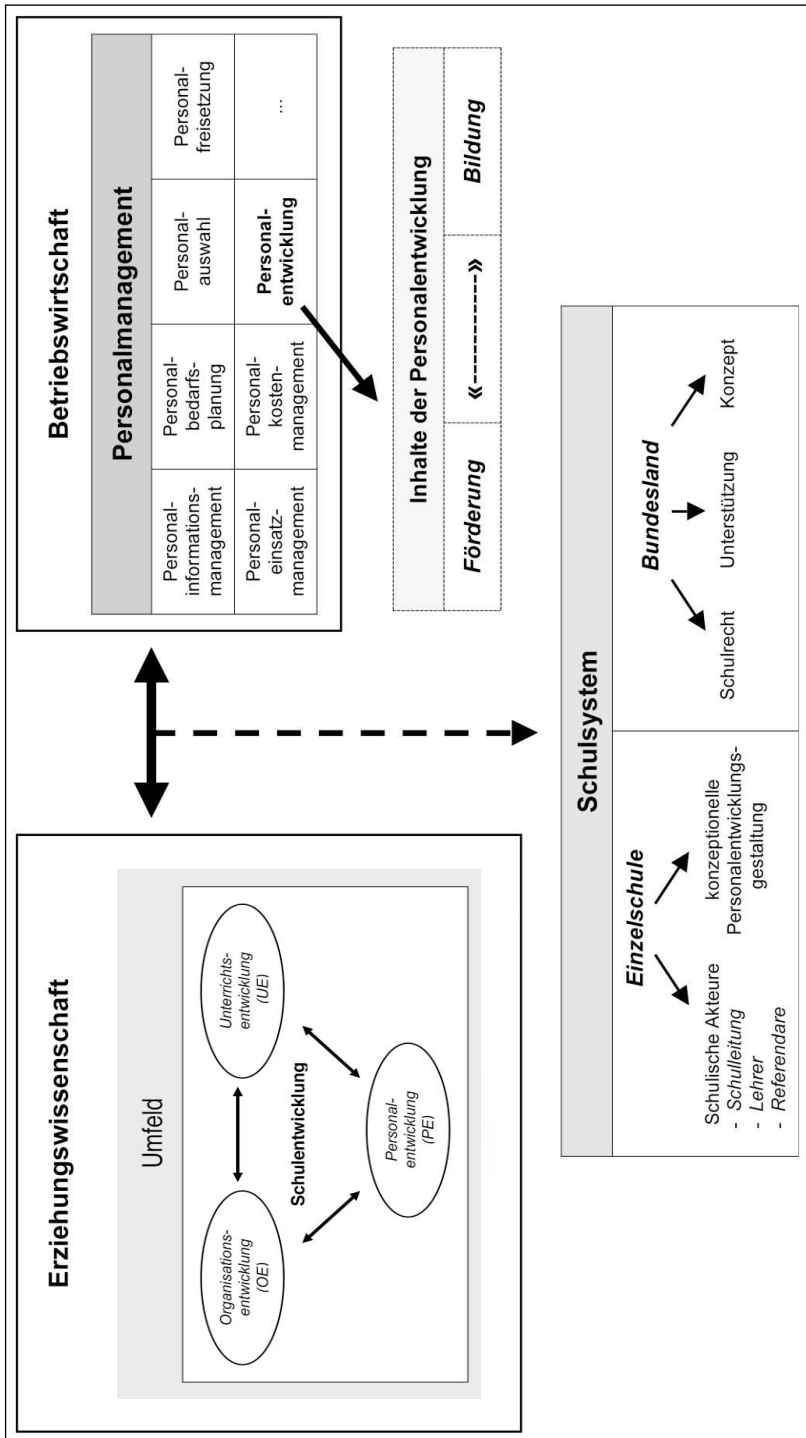 Erziehungswissenschaft
Umfeld
Organisations-
entwicklung
(OE)
Unterrichts-
entwicklung
(UE)
Schulentwicklung
Personal-
entwicklung
(PE)
Betriebswirtschaft
Personalmanagement
Personal-
informations-
management
Personal-
bedarfs-
planung
Personal-
auswahl
Personal-
freisetzung
Personal-
einsatz-
management
Personal-
kosten-
management
Personal-
entwicklung
...
Inhalte der Personalentwicklung
Förderung
«----------»
Bildung
Schulsystem
Einzelschule
Schulische Akteure
- Schulleitung
- Lehrer
- Referendare
konzeptionelle
Personalentwicklungs-
gestaltung
Bundesland
Schulrecht
Unterstützung
Konzept